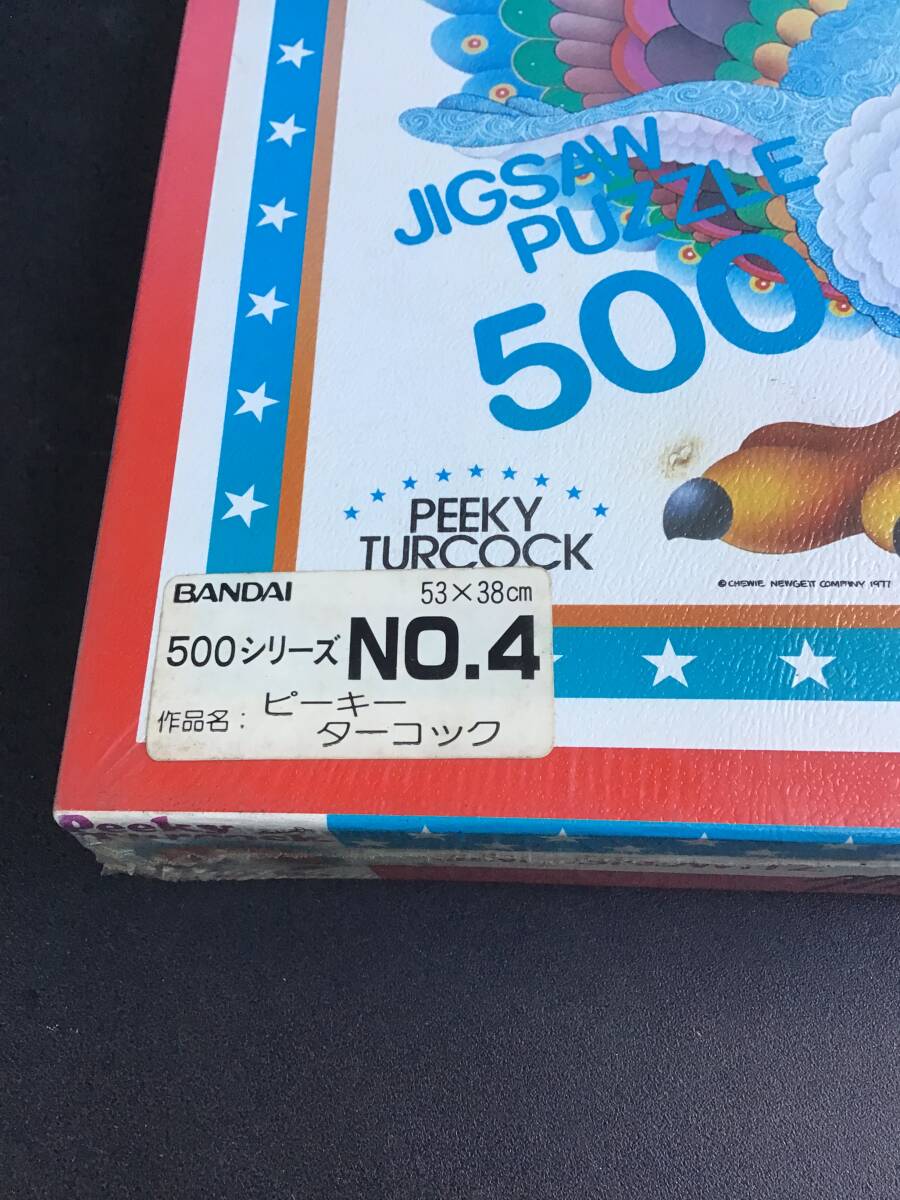 JIGSAW
PUZZLE
500
PEEKY
TURCOCK
© CHEWIE NEWGETT COMPANY 1977
BANDAI 53×38cm
500シリーズ NO.4
作品名: ピーキー
ターコック
Peeky